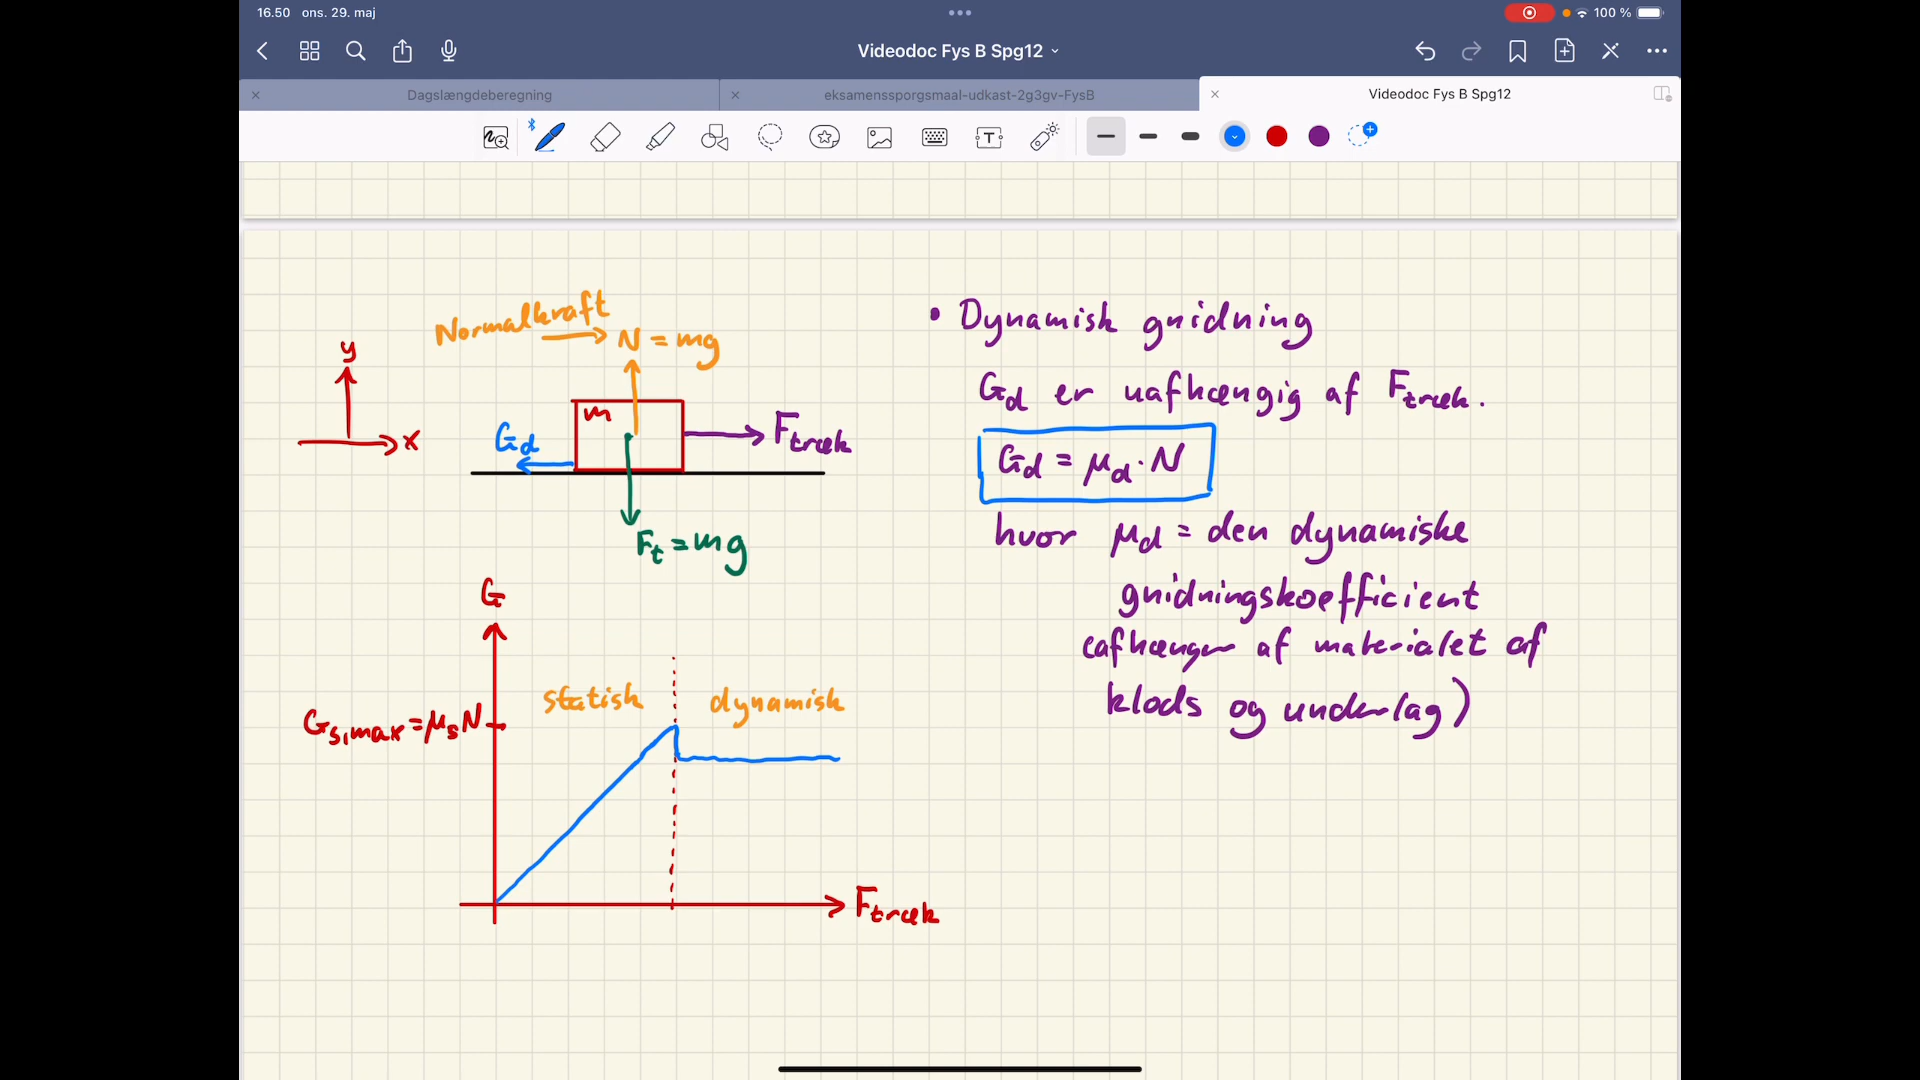 16.50 ons. 29. maj
100 %
Videodoc Fys B Spg12
Dagslængdeberegning
eksamenssporgsmaal-udkast-2g3gv-FysB
Videodoc Fys B Spg12
Normalkraft
N = mg
y
x
m
Gd
Ftræk
Ft = mg
G
statisk
dynamisk
Gs,max = μsN
Ftræk
• Dynamisk gnidning
Gd er uafhængig af Ftræk.
Gd = μd · N
hvor μd = den dynamiske
gnidningskoefficient
(afhænger af materialet af
klods og underlag)